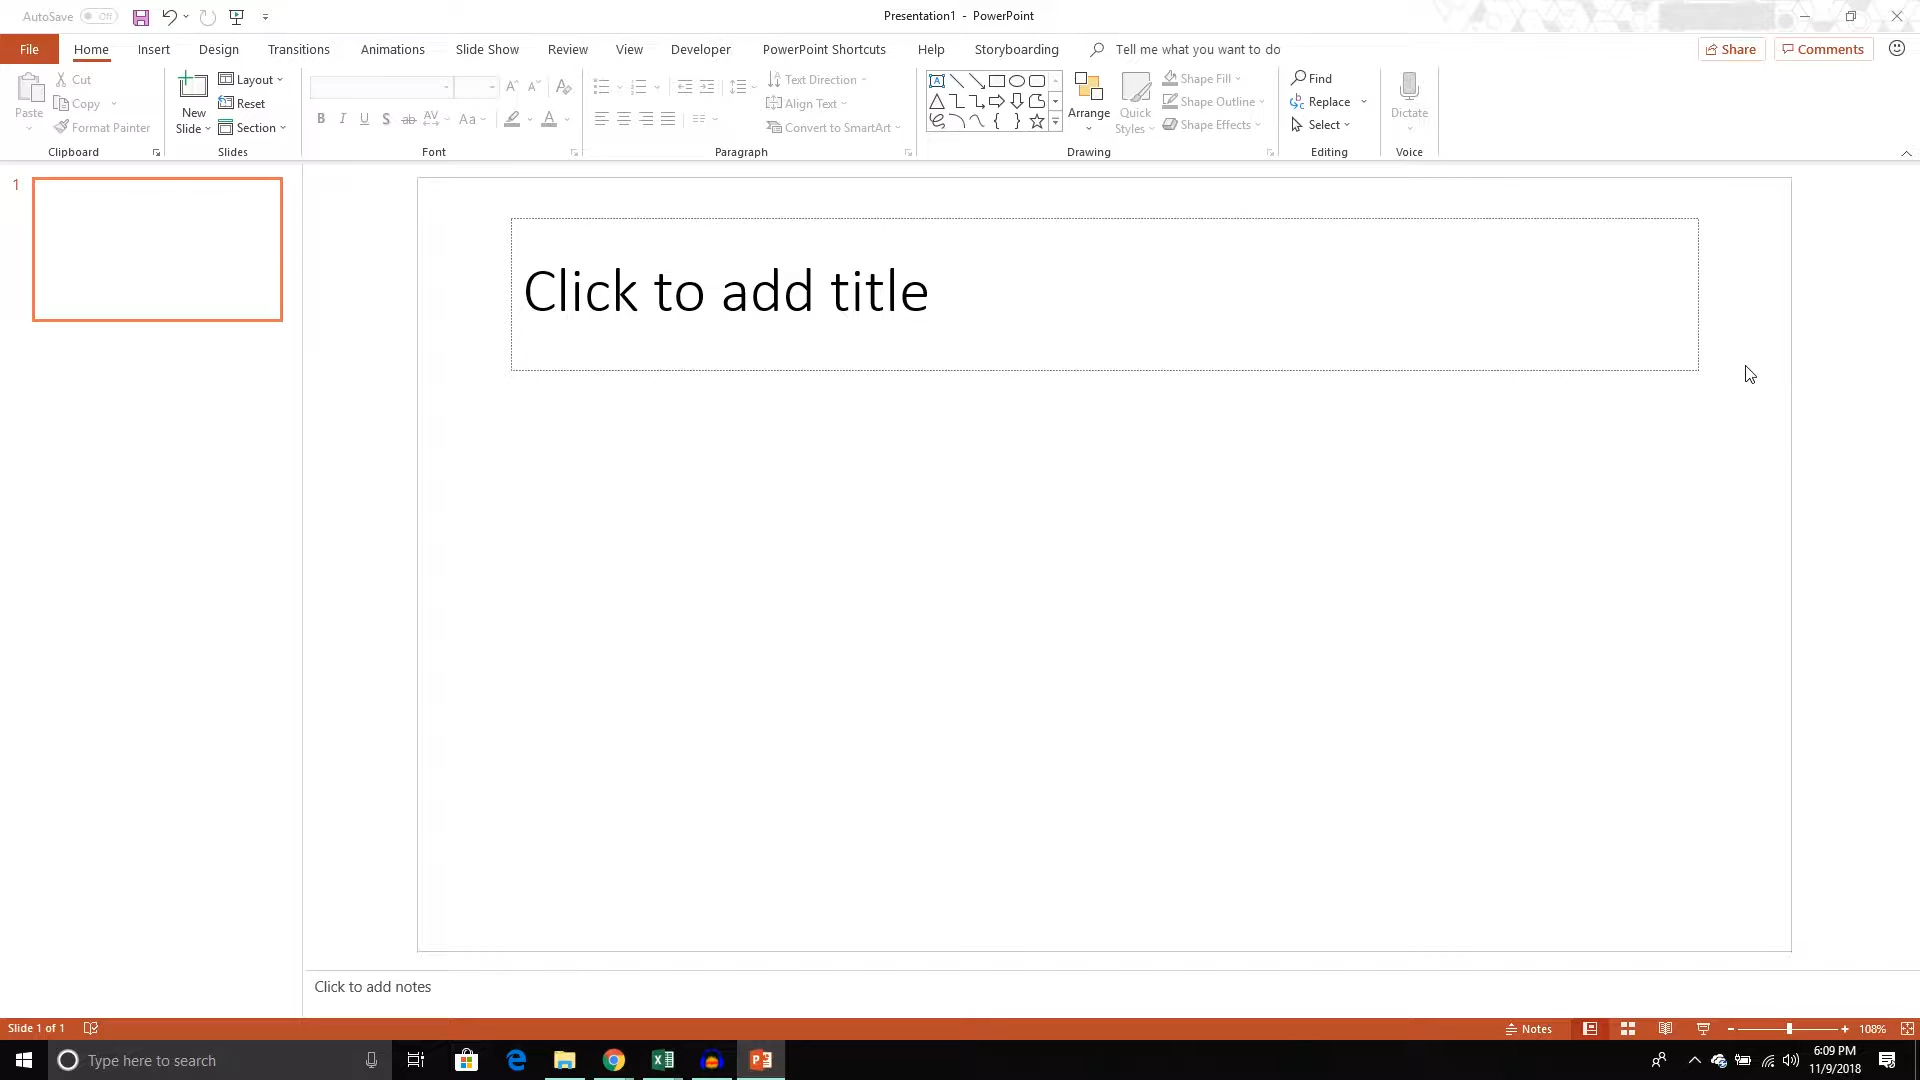 AutoSave Off
Presentation1 - PowerPoint
File Home Insert Design Transitions Animations Slide Show Review View Developer PowerPoint Shortcuts Help Storyboarding Tell me what you want to do Share Comments
Paste
Cut
Copy
Format Painter
Clipboard
New
Slide
Layout
Reset
Section
Slides
B I U S ab AV Aa A
Font
Text Direction
Align Text
Convert to SmartArt
Paragraph
Arrange
Quick
Styles
Shape Fill
Shape Outline
Shape Effects
Drawing
Find
Replace
Select
Editing
Dictate
Voice
1
Click to add title
Click to add notes
Slide 1 of 1
Notes
108%
Type here to search
6:09 PM
11/9/2018